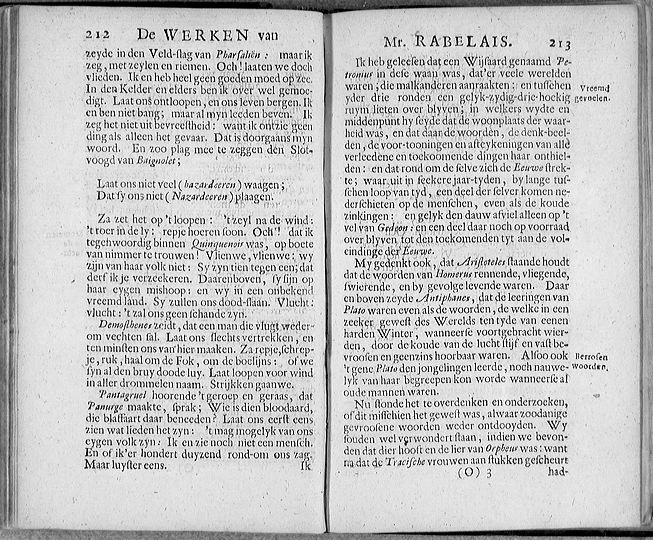 212 De WERKEN van
zeyde in den Veld-slag van Pharsaliën: maar ik
zeg, met zeylen en riemen. Och! laaten we doch
vlieden. Ik en heb heel geen goeden moed op zee.
In den Kelder en elders ben ik over wel gemoe-
digt. Laat ons ontloopen, en ons leven bergen. Ik
en ben niet bang; maar al myn leeden beven. Ik
zeg het niet uit bevreestheid: want ik ontzie geen
ding als alleen het gevaar. Dat is doorgaans myn
woord. En zoo plag mee te zeggen den Slot-
voogd van Baignolet;
Laat ons niet veel (hazardeeren) waagen;
Dat sy ons niet (Nazardeeren) plaagen.
Za zet het op 't loopen: 't zeyl na de wind:
't roer in de ly: repje hoeren soon. Och! dat ik
tegenwoordig binnen Quinquenoir was, op boete
van nimmer te trouwen! Vlienwe, vlienwe: wy
zijn van haar volk niet: Sy zyn tien tegen een; dat
derf ik je verzeekeren. Daarenboven, sy sijn op
haar eygen mishoop: en wy in een onbekend
vreemd land. Sy zullen ons dood-slaan. Vlucht:
vlucht: 't zal ons geen schande zyn.
Demosthenes zeidt, dat een man die vlugt weder-
om vechten sal. Laat ons slechts vertrekken, en
ten minsten ons van hier maaken. Za repje, schrep-
je, ruk, haal om de Fok, om de boelijns: of we
syn al den bruy doode luy. Laat loopen voor wind
in aller drommelen naam. Strijkken gaan we.
Pantagruel hoorende 't geroep en geraas, dat
Panurge maakte, sprak; Wie is dien bloodaard,
die blastaart daar beneeden? Laat ons eerst eens
zien wat lieden het zyn: 't mag mogelyk van ons
eygen volk zyn: Ik en zie noch niet een mensch.
En of ik'er hondert duyzend rond-om ons zag.
Maar luyster eens. Ik
Mr. RABELAIS. 213
Ik heb geleesen dat een Wijsaard genaamd Pe-
tronius in dese waan was, dat'er veele werelden
waren; die malkanderen aanraakten: en tusschen
yder drie ronden een gelyk-zydig-drie-hoekig
ruym lieten over blyven; in welkers wydte en
middenpunt hy seyde dat de woonplaats der waar-
heid was, en dat daar de woorden, de denk-beel-
den, de voor-tooningen en afteykeningen van alle
verleedene en toekoomende dingen haar onthiel-
den: en dat rond om de selve zich de Eeuwe strek-
te; waar uit in seekere jaar-tyden, by lange tus-
schen loop van tyd, een deel der selver komen ne-
derschieten op de menschen, even als de koude
zinkingen: en gelyk den dauw afviel alleen op 't
vel van Gedeon: en een deel daar noch op voorraad
over blyven tot den toekomenden tyt aan de vol-
eindinge der Eeuwe.
My gedenkt ook, dat Aristoteles staande houdt
dat de woorden van Homerus rennende, vliegende,
swierende, en by gevolge levende waren. Daar
en boven zeyde Antiphanes, dat de leeringen van
Plato waren even als de woorden, de welke in een
zeeker gewest des Werelds ten tyde van eenen
harden Winter, wanneerse voortgebracht wier-
den, door de koude van de lucht stijf en vast be-
vroosen en geenzins hoorbaar waren. Alsoo ook
't gene Plato den jongelingen leerde, noch nauwe-
lyk van haar begreepen kon worde wanneerse al
oude mannen waren.
Nu stonde het te overdenken en onderzoeken,
of dit misschien het gewest was, alwaar zoodanige
gevroosene woorden weder ontdooyden. Wy
souden wel verwondert staan, indien we bevon-
den dat dier hooft en de lier van Orpheus was: want
na dat de Tracische vrouwen aan stukken gescheurt
(O) 3 had-
Vreemd
gevoelen.
Berrosen
woorden.